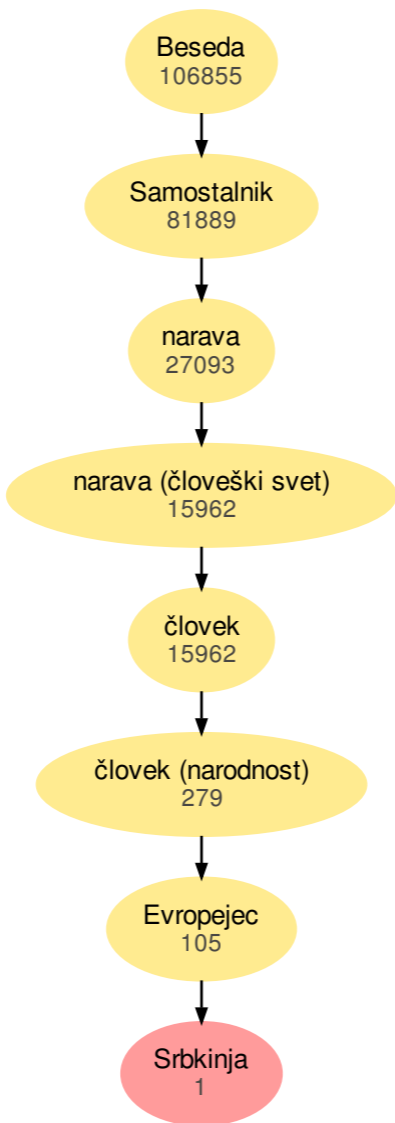 Beseda
106855
Samostalnik
81889
narava
27093
narava (človeški svet)
15962
človek
15962
človek (narodnost)
279
Evropejec
105
Srbkinja
1